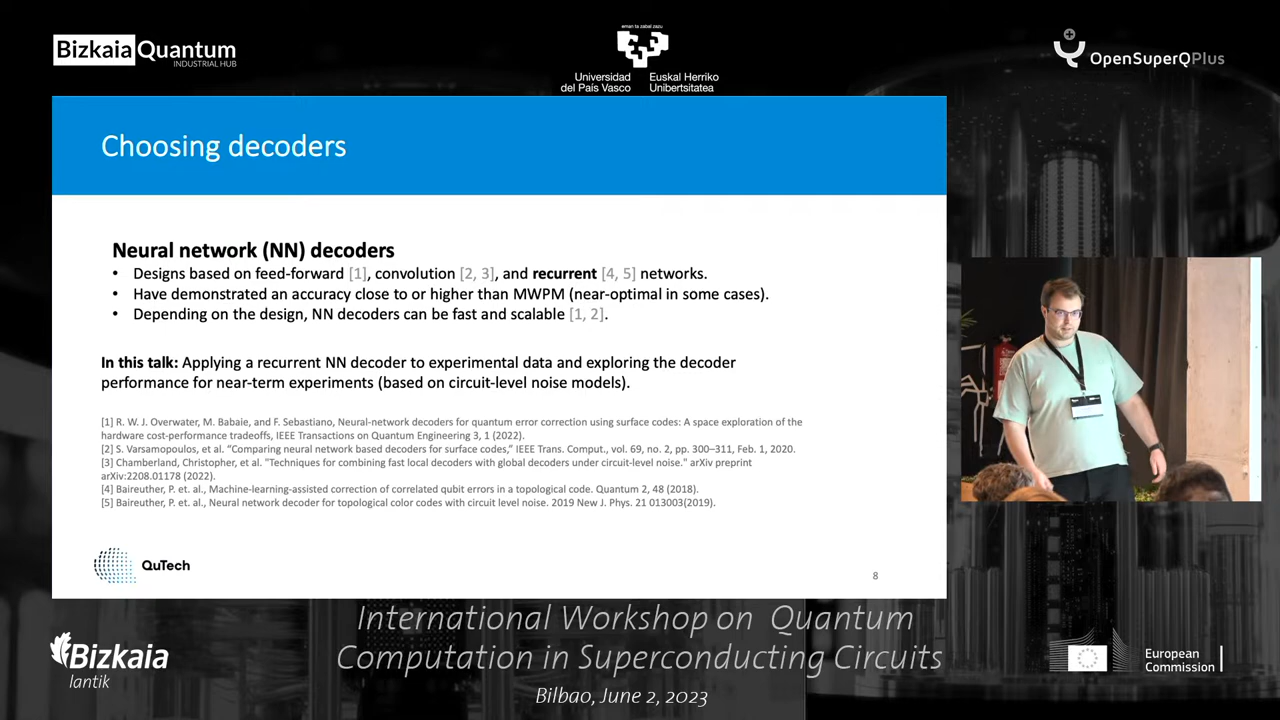 BizkaiaQuantum
INDUSTRIAL HUB
eman ta zabal zazu
Universidad del País Vasco
Euskal Herriko Unibertsitatea
OpenSuperQPlus
Choosing decoders
Neural network (NN) decoders
• Designs based on feed-forward [1], convolution [2, 3], and recurrent [4, 5] networks.
• Have demonstrated an accuracy close to or higher than MWPM (near-optimal in some cases).
• Depending on the design, NN decoders can be fast and scalable [1, 2].
In this talk: Applying a recurrent NN decoder to experimental data and exploring the decoder
performance for near-term experiments (based on circuit-level noise models).
[1] R. W. J. Overwater, M. Babaie, and F. Sebastiano, Neural-network decoders for quantum error correction using surface codes: A space exploration of the
hardware cost-performance tradeoffs, IEEE Transactions on Quantum Engineering 3, 1 (2022).
[2] S. Varsamopoulos, et al. “Comparing neural network based decoders for surface codes,” IEEE Trans. Comput., vol. 69, no. 2, pp. 300–311, Feb. 1, 2020.
[3] Chamberland, Christopher, et al. "Techniques for combining fast local decoders with global decoders under circuit-level noise." arXiv preprint
arXiv:2208.01178 (2022).
[4] Baireuther, P. et. al., Machine-learning-assisted correction of correlated qubit errors in a topological code. Quantum 2, 48 (2018).
[5] Baireuther, P. et. al., Neural network decoder for topological color codes with circuit level noise. 2019 New J. Phys. 21 013003(2019).
QuTech
8
International Workshop on Quantum
Computation in Superconducting Circuits
Bilbao, June 2, 2023
Bizkaia
lantik
European
Commission